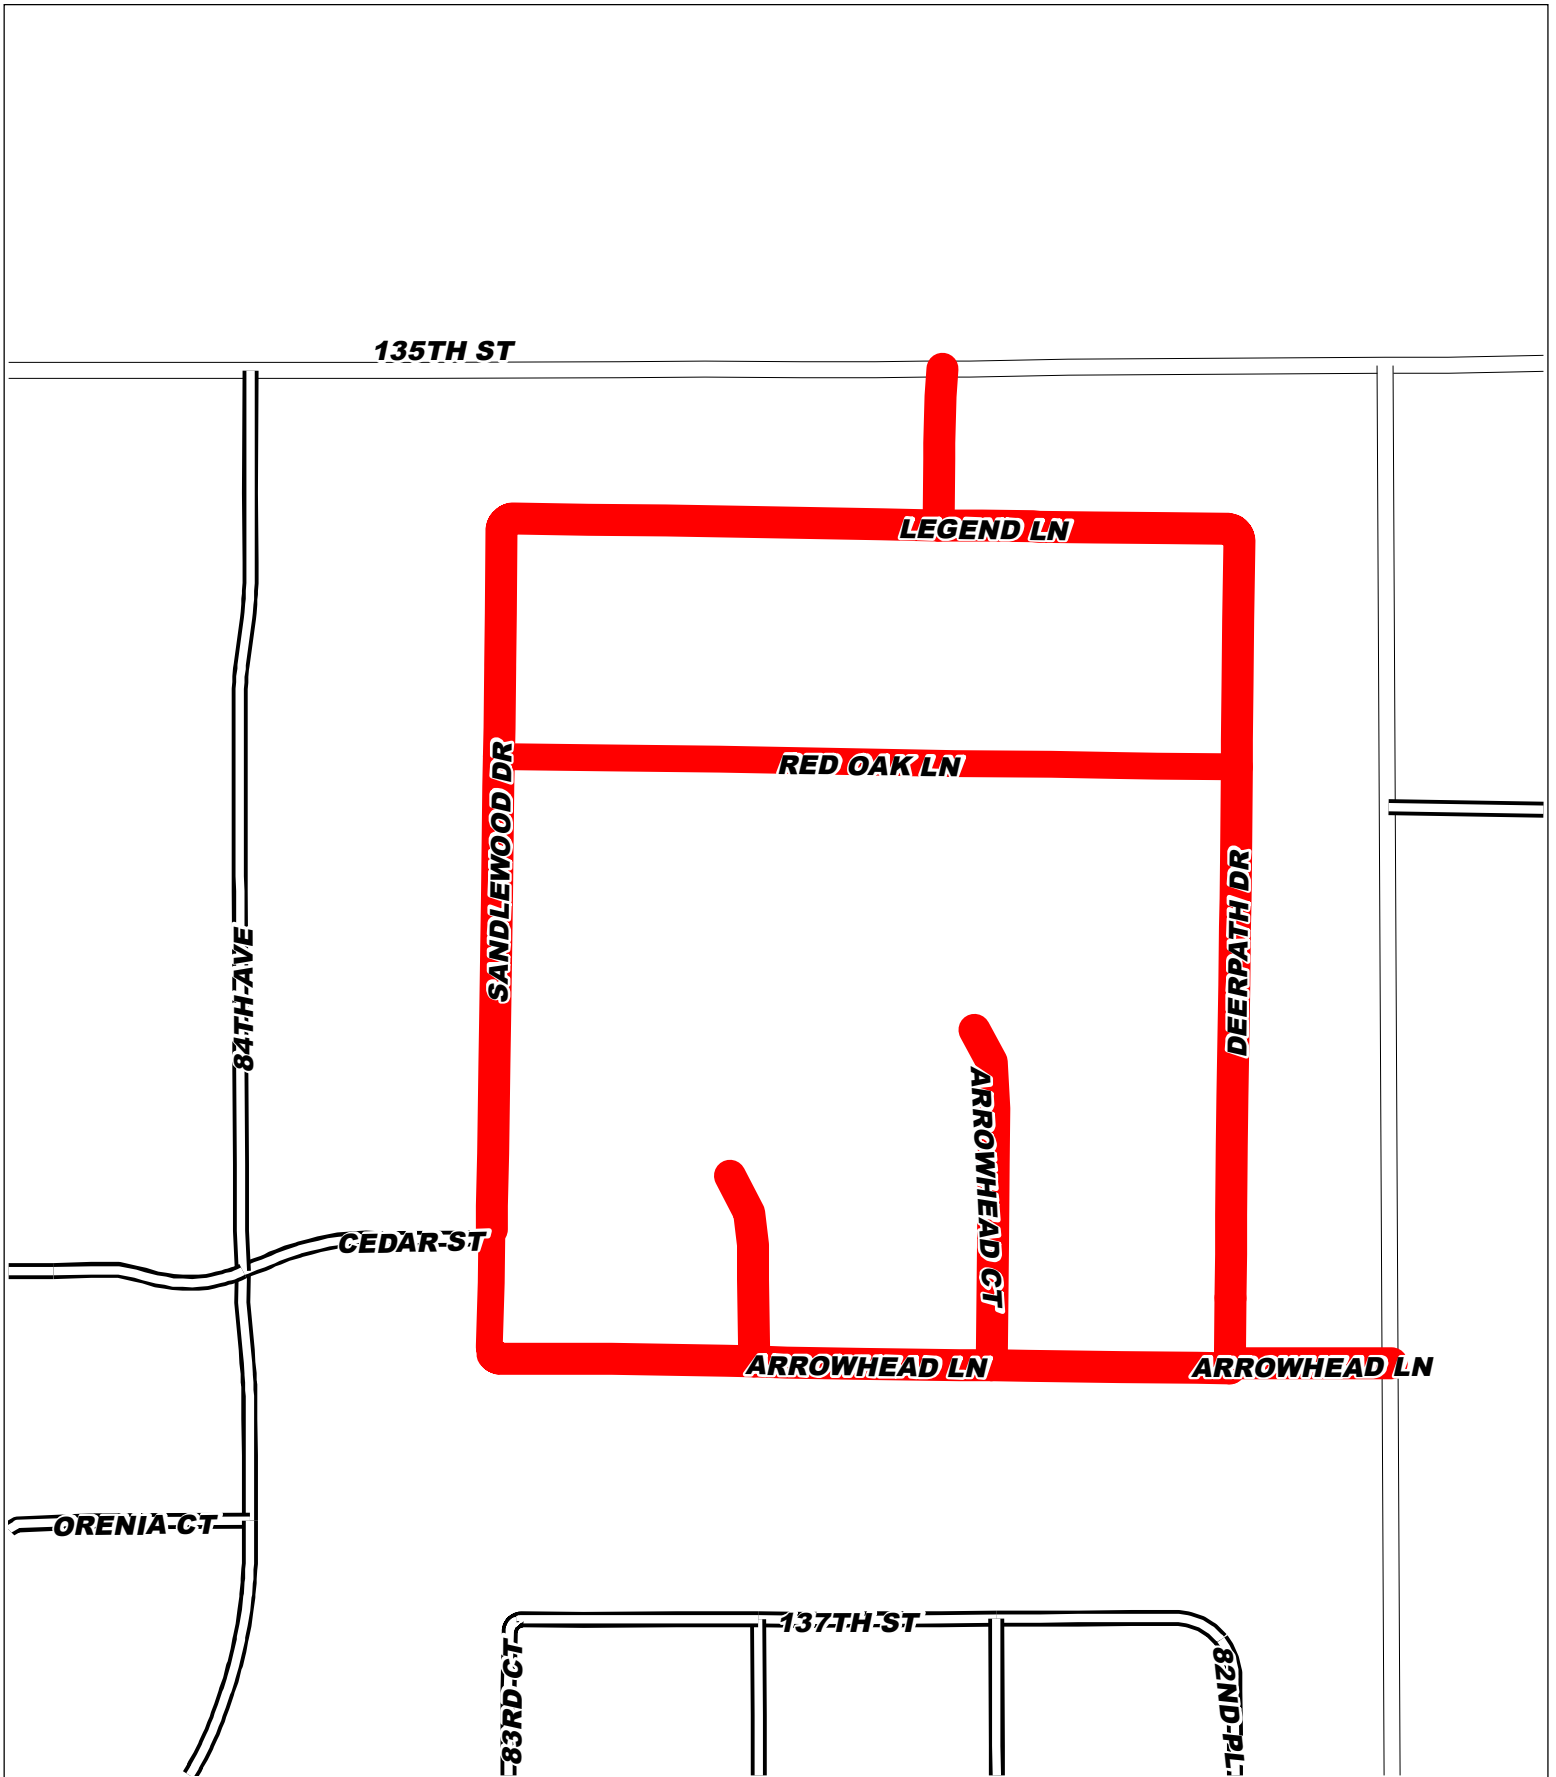 135TH ST
LEGEND LN
RED OAK LN
SANDLEWOOD DR
DEERPATH DR
84TH AVE
ARROWHEAD CT
CEDAR ST
ARROWHEAD LN
ARROWHEAD LN
ORENIA CT
137TH ST
83RD CT
82ND PL